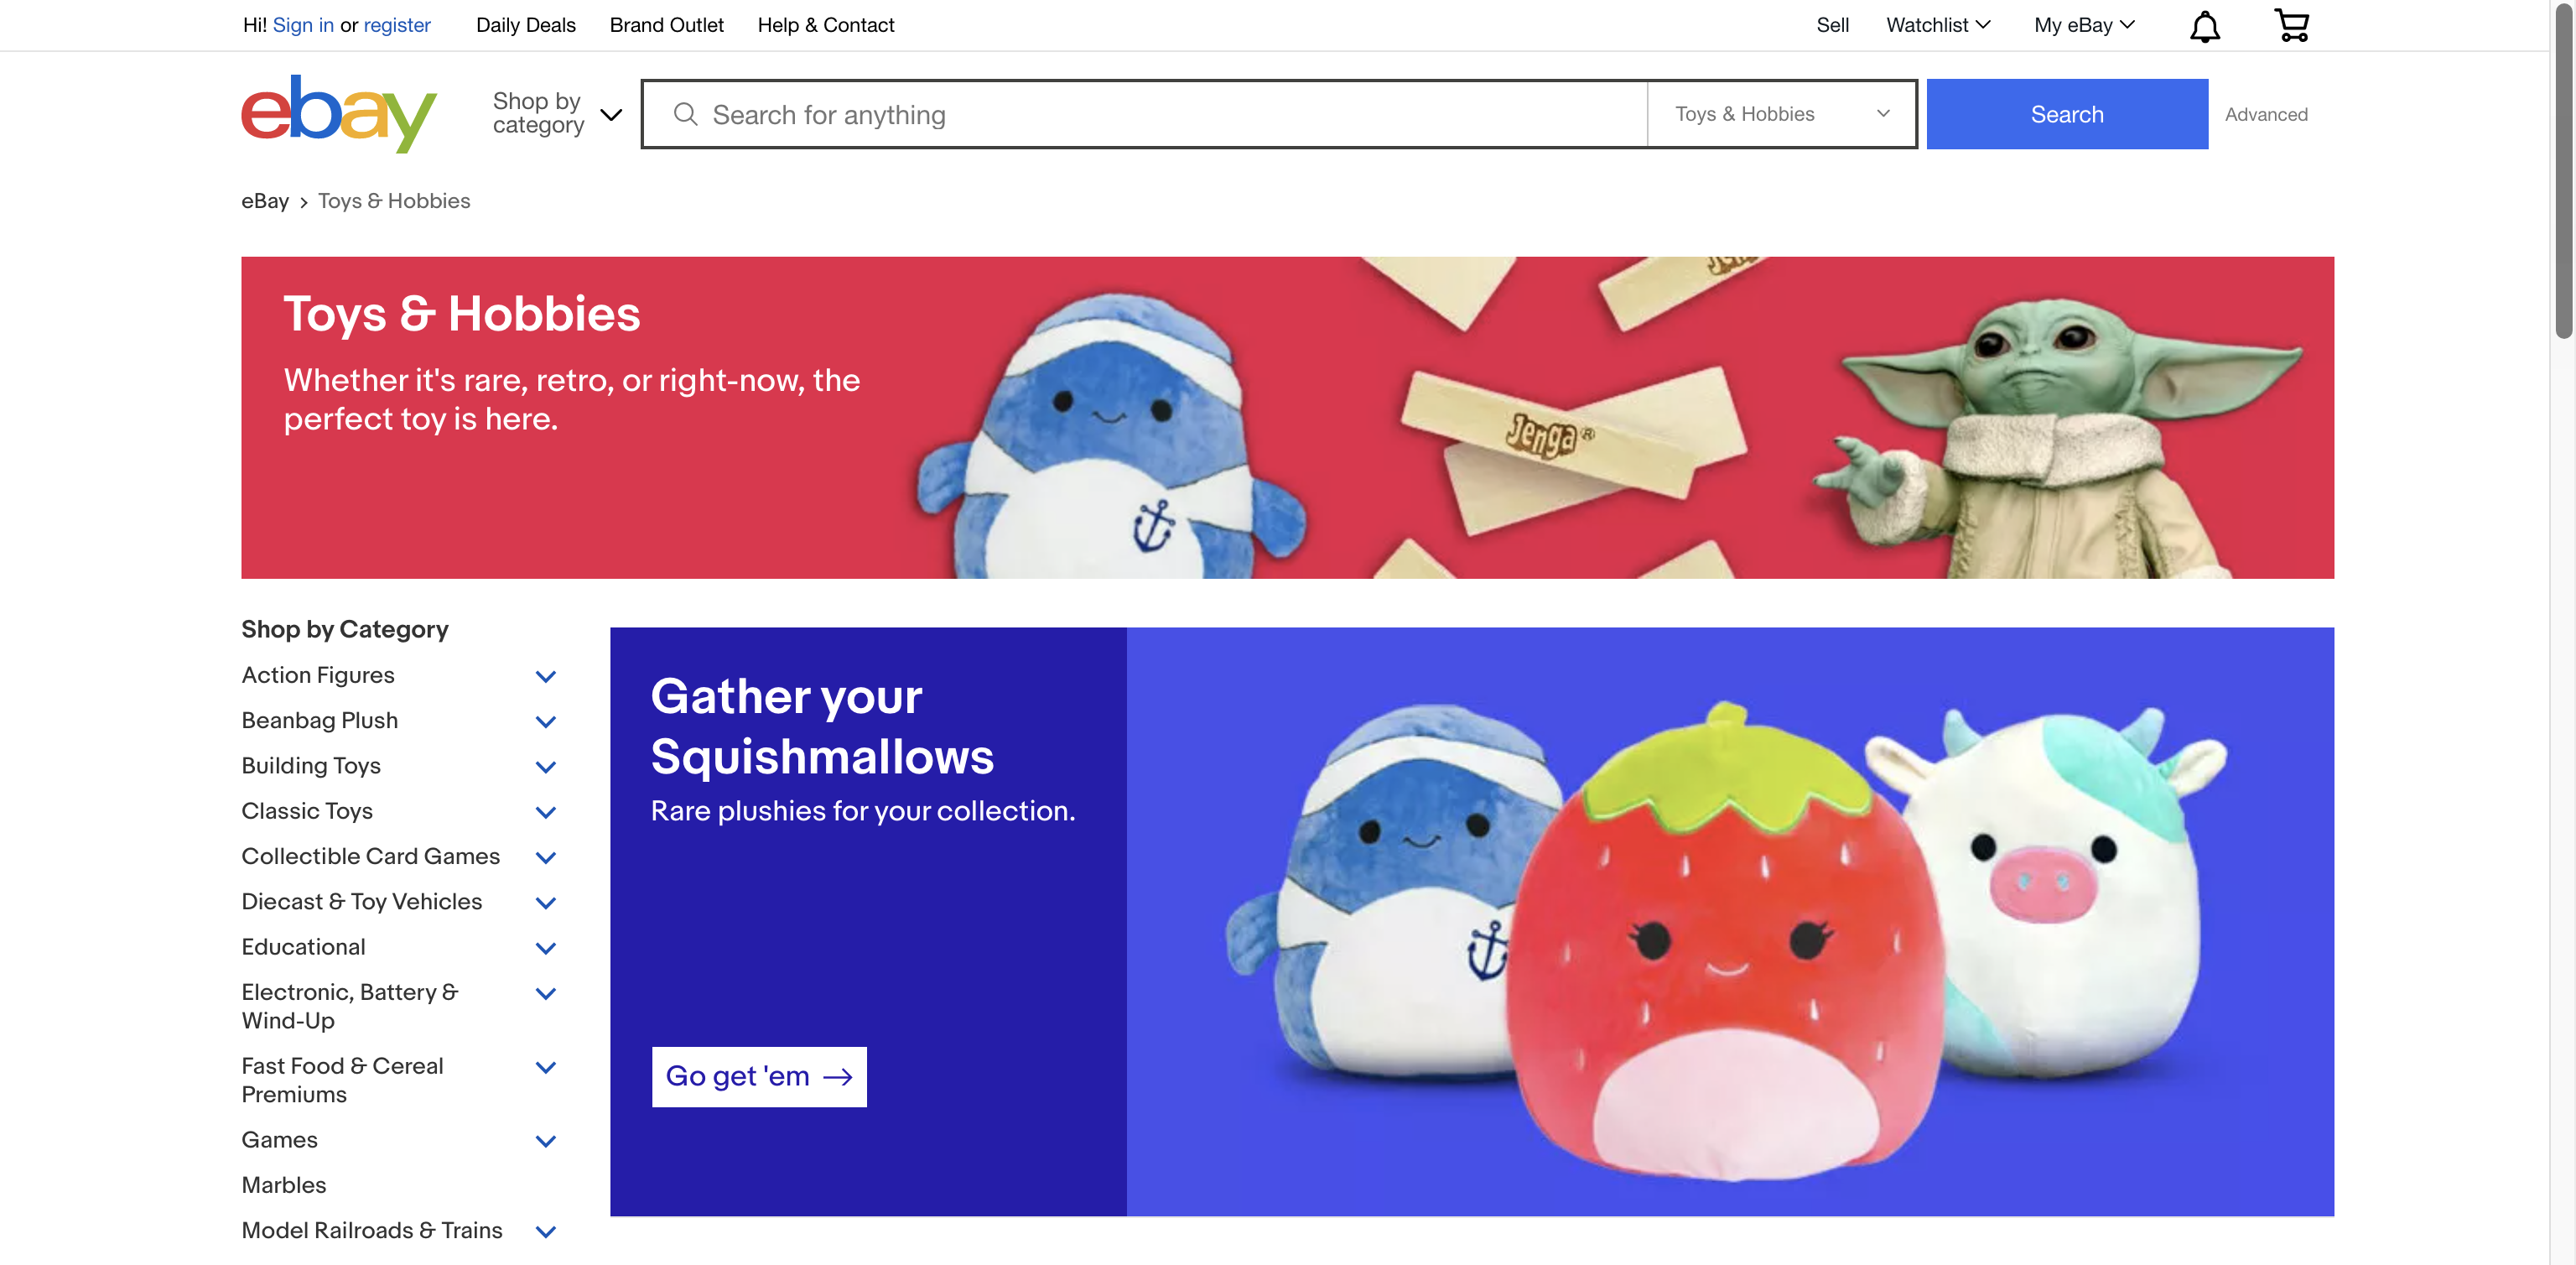 Hi! Sign in or register
Daily Deals
Brand Outlet
Help & Contact
Sell
Watchlist
My eBay
ebay
Shop by
category
Search for anything
Toys & Hobbies
Search
Advanced
eBay > Toys & Hobbies
Toys & Hobbies
Whether it's rare, retro, or right-now, the
perfect toy is here.
Jenga®
Shop by Category
Action Figures
Beanbag Plush
Building Toys
Classic Toys
Collectible Card Games
Diecast & Toy Vehicles
Educational
Electronic, Battery &
Wind-Up
Fast Food & Cereal
Premiums
Games
Marbles
Model Railroads & Trains
Gather your
Squishmallows
Rare plushies for your collection.
Go get 'em →